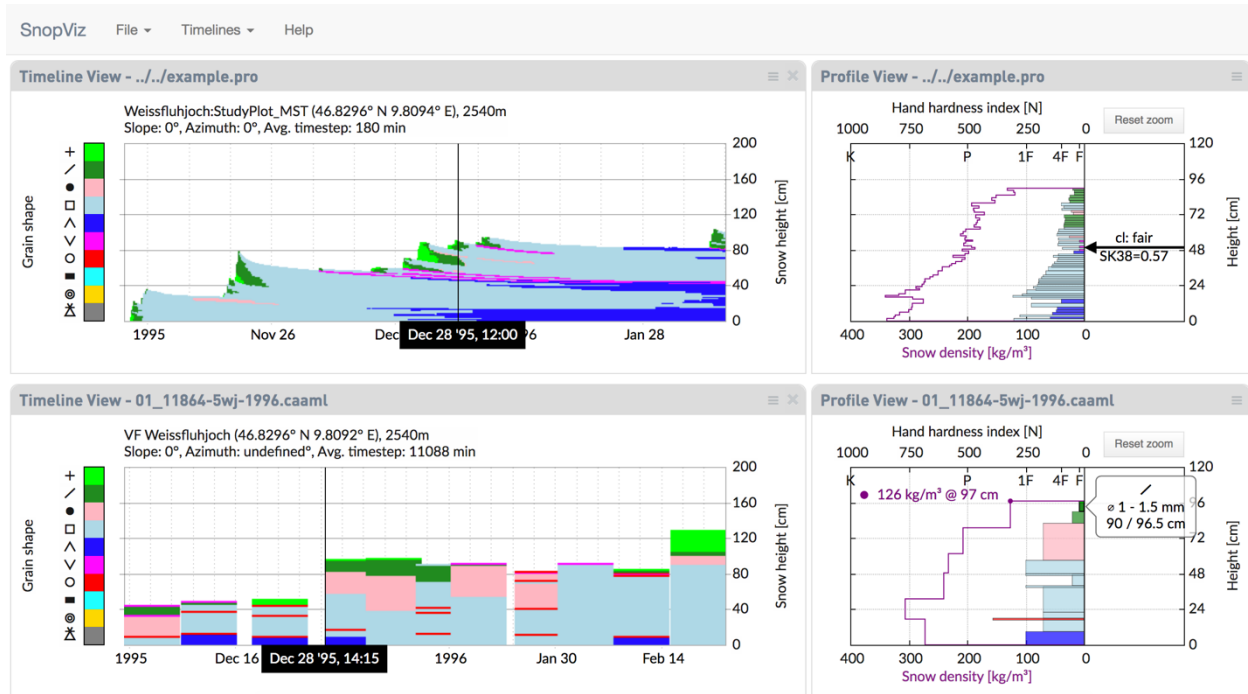 SnopViz File Timelines Help
Timeline View - ../../example.pro
Weissfluhjoch:StudyPlot_MST (46.8296° N 9.8094° E), 2540m
Slope: 0°, Azimuth: 0°, Avg. timestep: 180 min
Grain shape
200
160
120
80
40
0
Snow height [cm]
1995 Nov 26 Dec 96 Jan 28
Dec 28 '95, 12:00
Profile View - ../../example.pro
Hand hardness index [N]
Reset zoom
1000 750 500 250 0
K P 1F 4F F
120
96
72
48
24
0
Height [cm]
cl: fair
SK38=0.57
400 300 200 100 0
Snow density [kg/m³]
Timeline View - 01_11864-5wj-1996.caaml
VF Weissfluhjoch (46.8296° N 9.8092° E), 2540m
Slope: 0°, Azimuth: undefined°, Avg. timestep: 11088 min
Grain shape
200
160
120
80
40
0
Snow height [cm]
1995 Dec 16 1996 Jan 30 Feb 14
Dec 28 '95, 14:15
Profile View - 01_11864-5wj-1996.caaml
Hand hardness index [N]
Reset zoom
1000 750 500 250 0
K P 1F 4F F
120
96
72
48
24
0
Height [cm]
126 kg/m³ @ 97 cm
⌀ 1 - 1.5 mm
90 / 96.5 cm
400 300 200 100 0
Snow density [kg/m³]